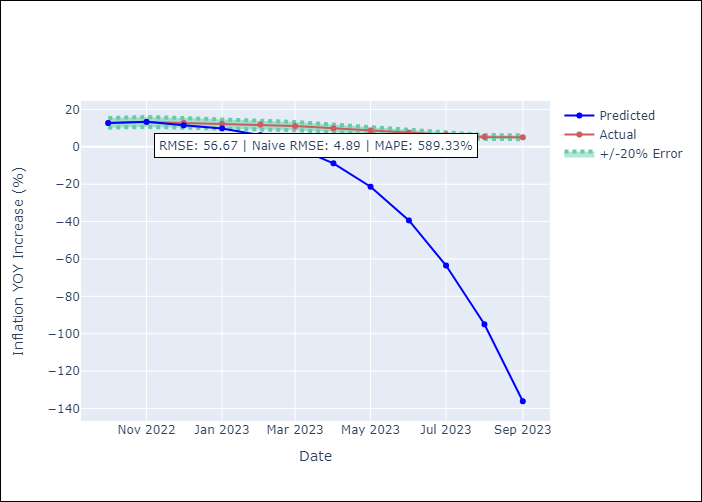 20
0
−20
−40
−60
−80
−100
−120
−140
Inflation YOY Increase (%)
RMSE: 56.67 | Naive RMSE: 4.89 | MAPE: 589.33%
Nov 2022
Jan 2023
Mar 2023
May 2023
Jul 2023
Sep 2023
Date
Predicted
Actual
+/-20% Error